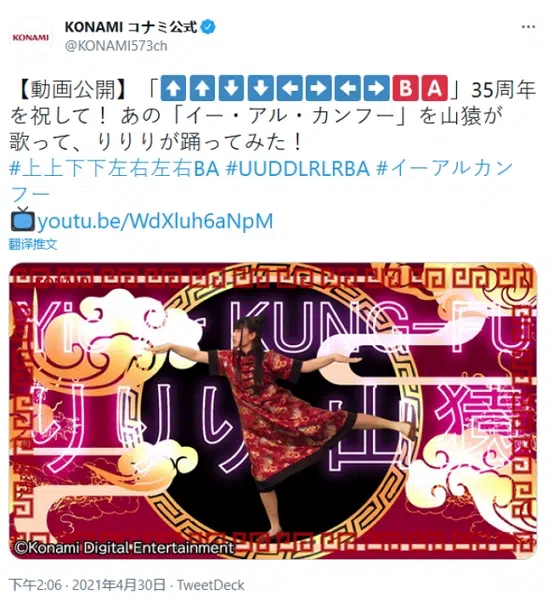 KONAMI
KONAMI コナミ公式
@KONAMI573ch
【動画公開】「⬆️⬆️⬇️⬇️⬅️➡️⬅️➡️🅱️🅰️」35周年
を祝して！ あの「イー・アル・カンフー」を山猿が
歌って、りりりが踊ってみた！
#上上下下左右左右BA #UUDDLRLRBA #イーアルカン
フー
📺youtu.be/WdXluh6aNpM
翻译推文
KUNG-FU
りりり 山猿
©Konami Digital Entertainment
下午2:06 · 2021年4月30日 · TweetDeck